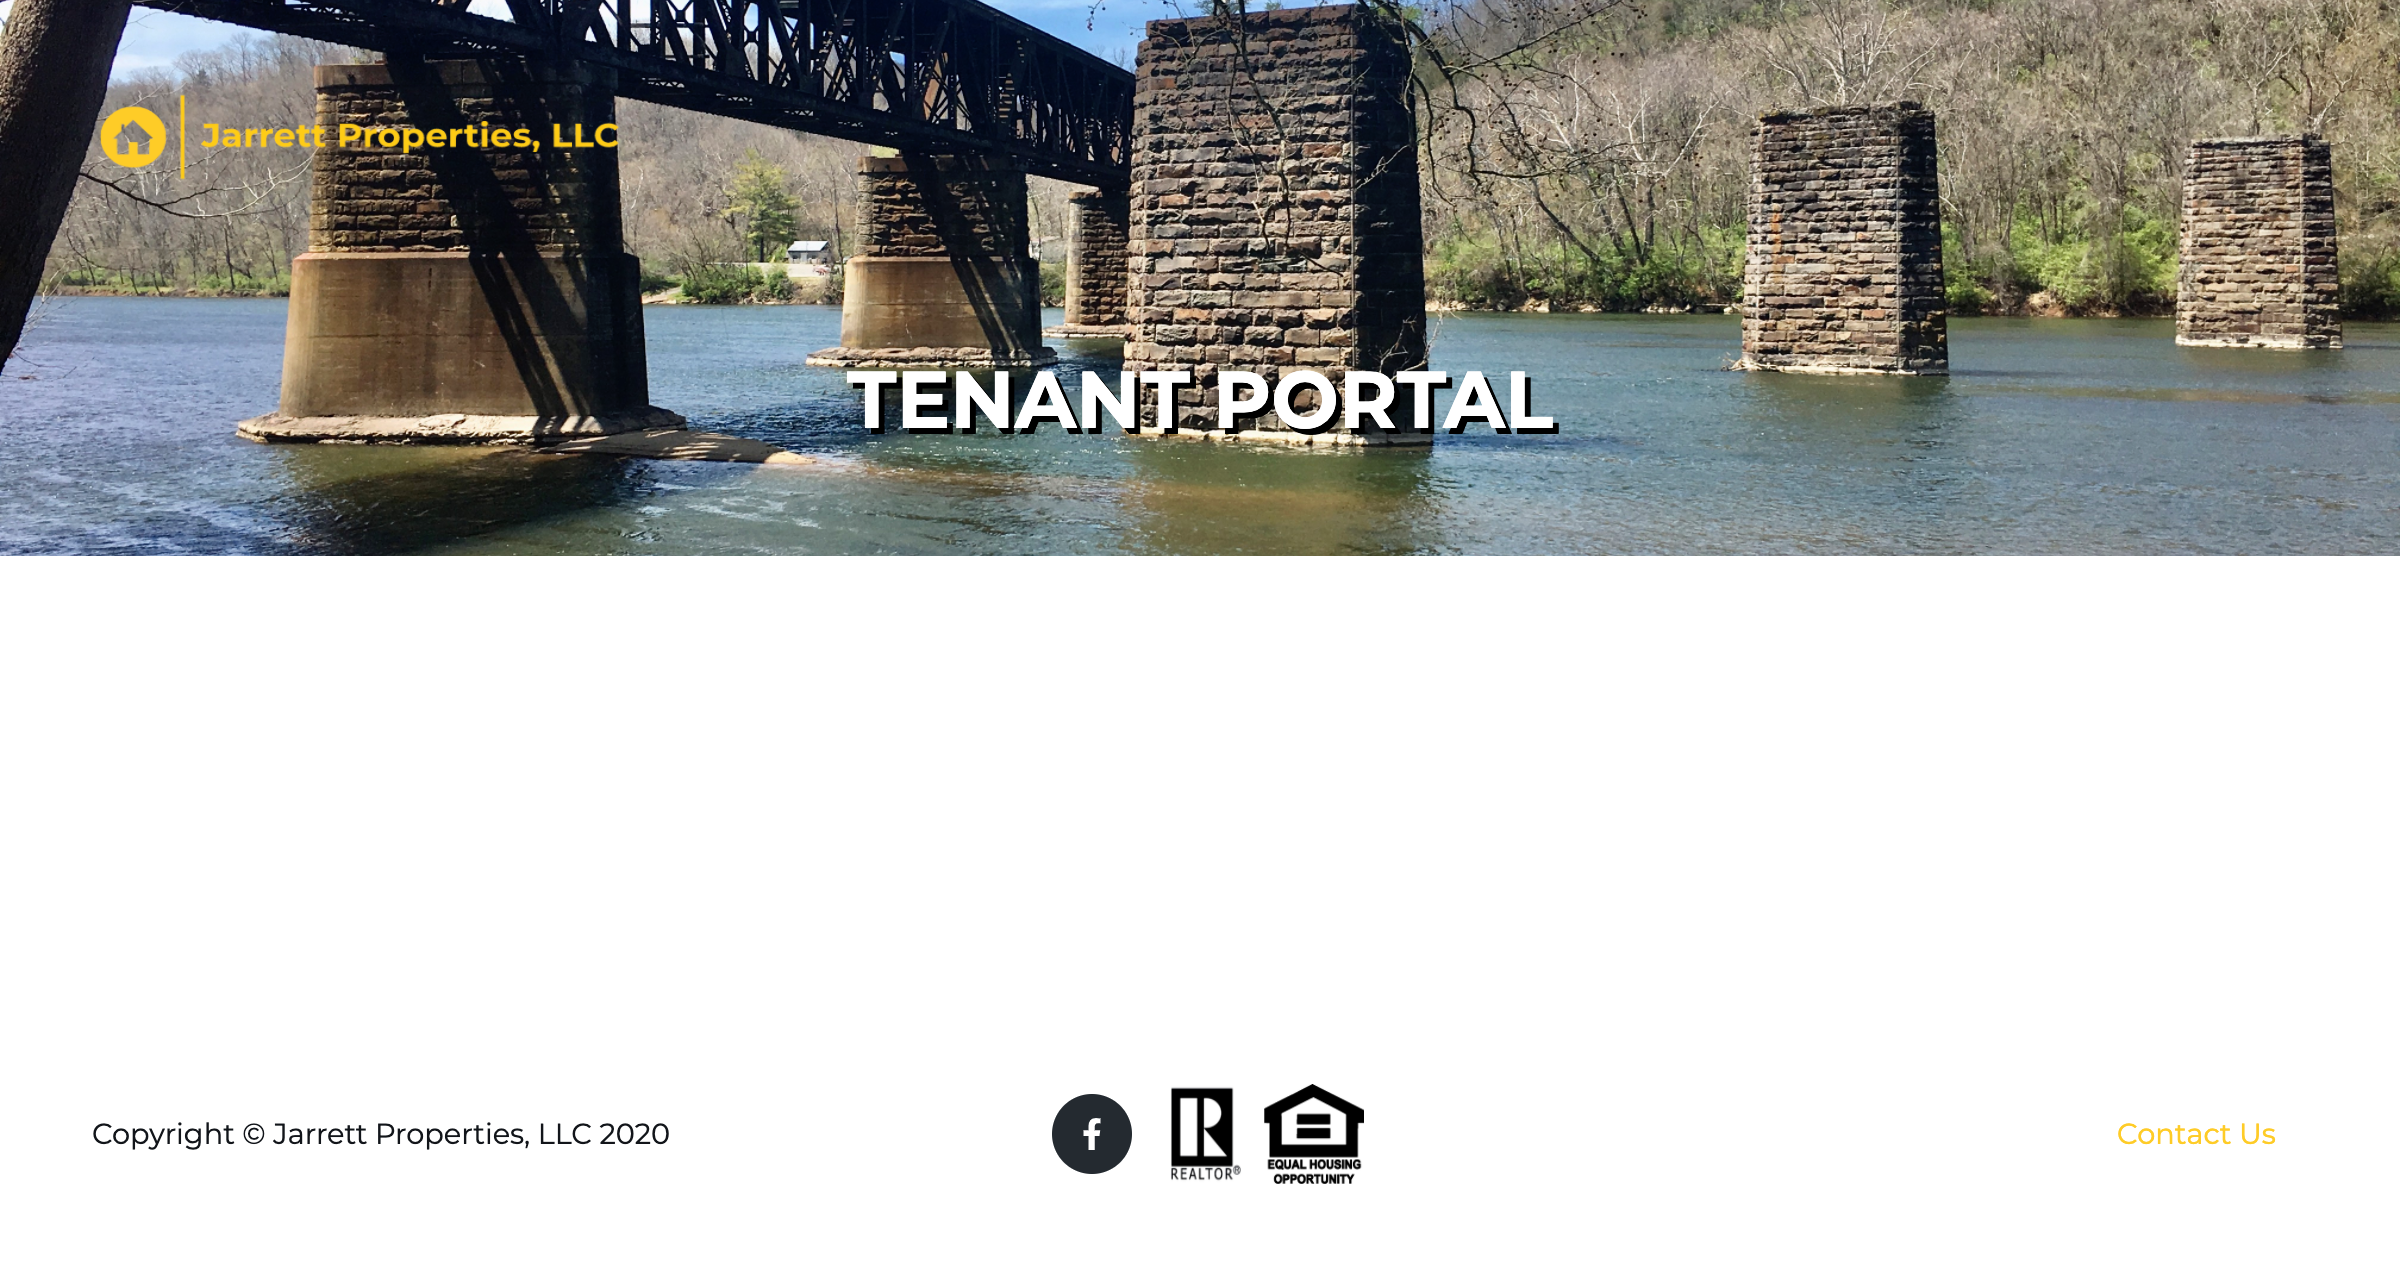 Jarrett Properties, LLC
TENANT PORTAL
Copyright © Jarrett Properties, LLC 2020
REALTOR®
EQUAL HOUSING
OPPORTUNITY
Contact Us